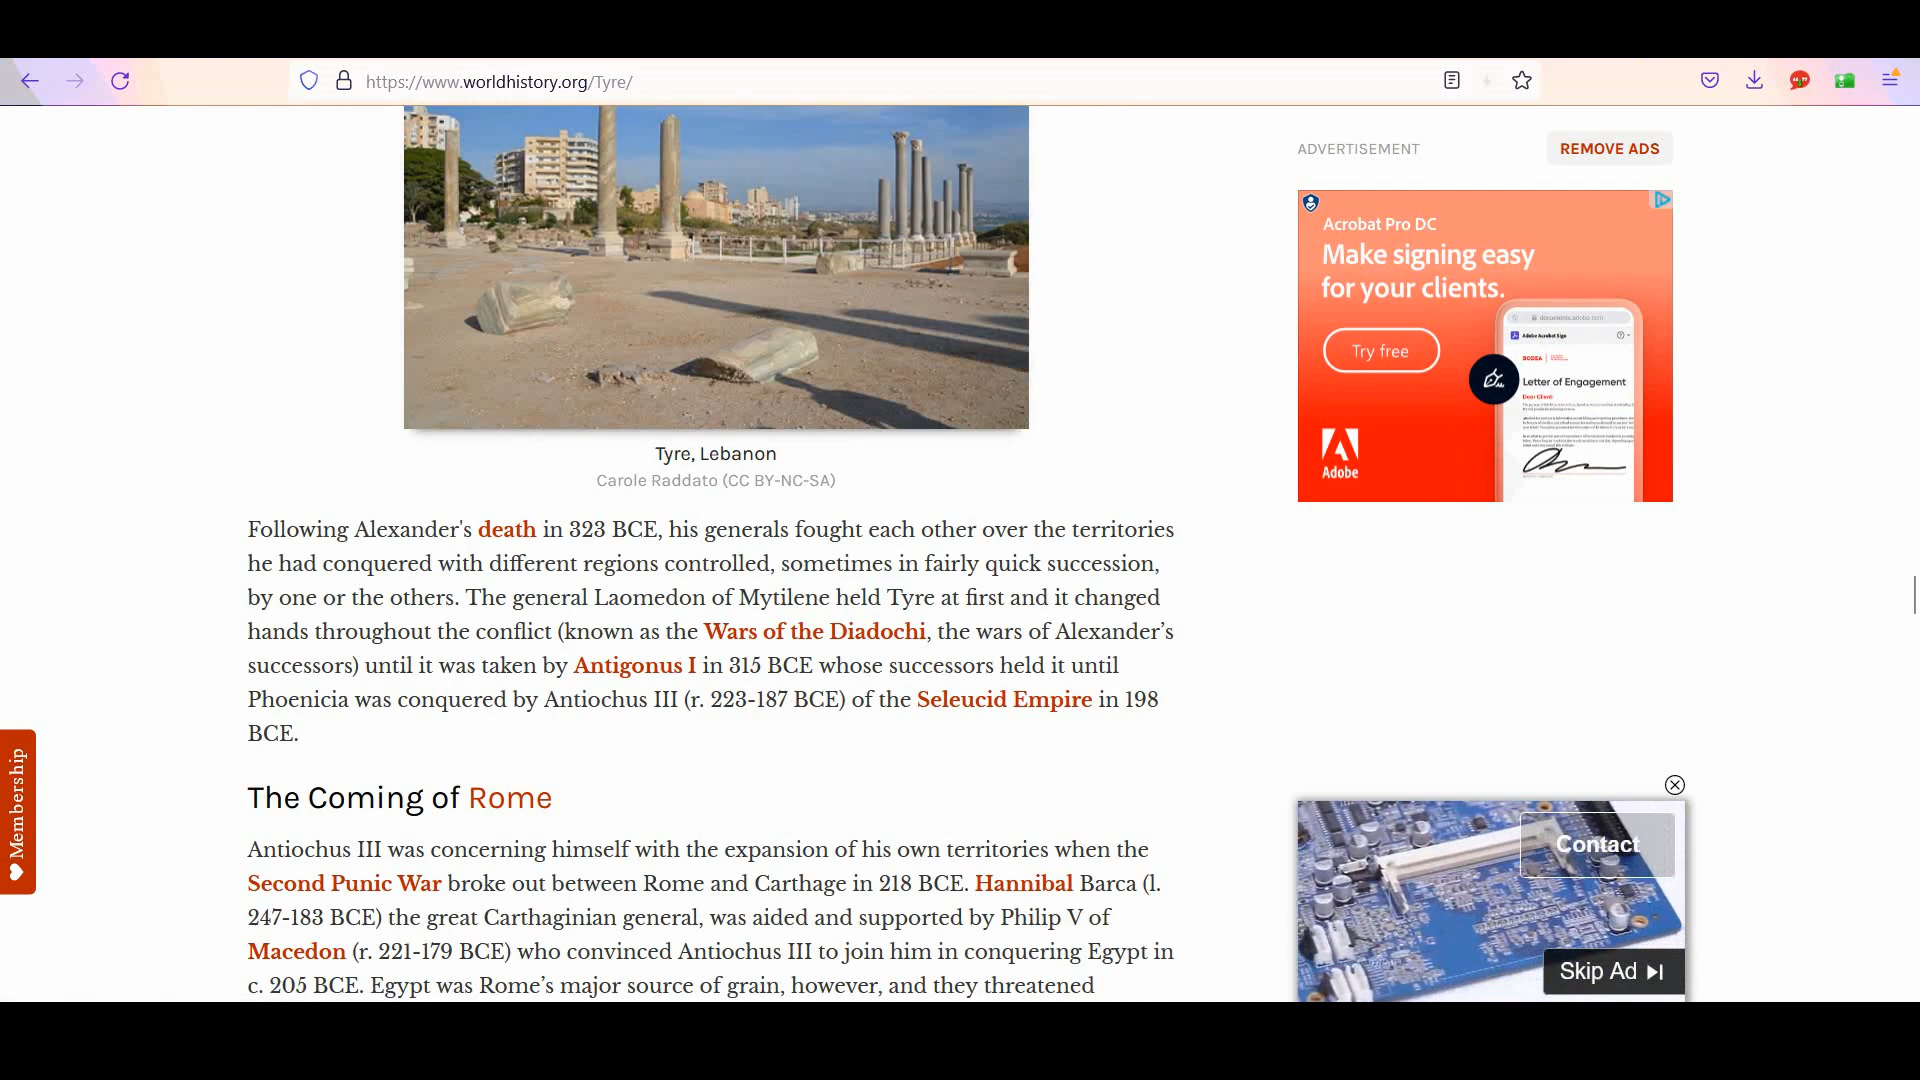 https://www.worldhistory.org/Tyre/
ADVERTISEMENT
REMOVE ADS
Acrobat Pro DC
Make signing easy
for your clients.
Try free
Adobe
documents.adobe.com
Adobe Acrobat Sign
BODEA
Letter of Engagement
Dear Client:
Tyre, Lebanon
Carole Raddato (CC BY-NC-SA)
Following Alexander's death in 323 BCE, his generals fought each other over the territories
he had conquered with different regions controlled, sometimes in fairly quick succession,
by one or the others. The general Laomedon of Mytilene held Tyre at first and it changed
hands throughout the conflict (known as the Wars of the Diadochi, the wars of Alexander’s
successors) until it was taken by Antigonus I in 315 BCE whose successors held it until
Phoenicia was conquered by Antiochus III (r. 223-187 BCE) of the Seleucid Empire in 198
BCE.
Membership
The Coming of Rome
Antiochus III was concerning himself with the expansion of his own territories when the
Second Punic War broke out between Rome and Carthage in 218 BCE. Hannibal Barca (l.
247-183 BCE) the great Carthaginian general, was aided and supported by Philip V of
Macedon (r. 221-179 BCE) who convinced Antiochus III to join him in conquering Egypt in
c. 205 BCE. Egypt was Rome’s major source of grain, however, and they threatened
Contact
Skip Ad